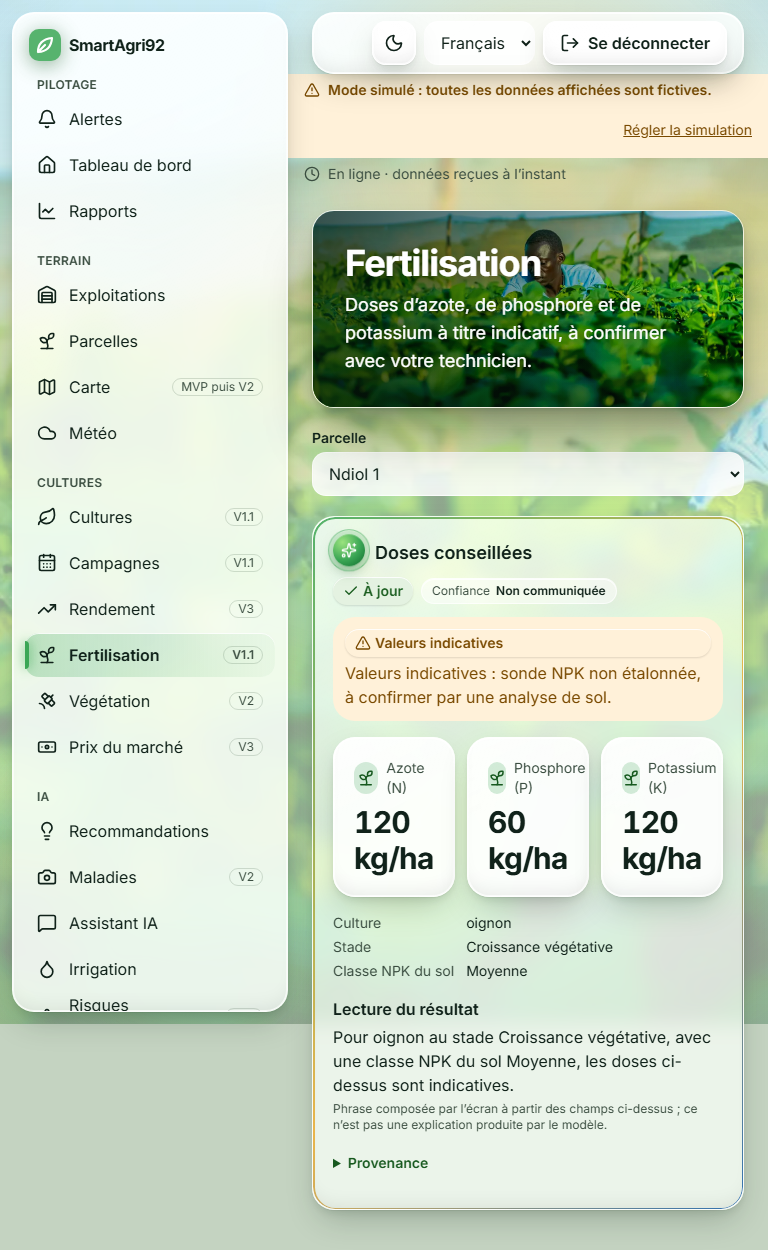 SmartAgri92
PILOTAGE
Alertes
Tableau de bord
Rapports
TERRAIN
Exploitations
Parcelles
Carte MVP puis V2
Météo
CULTURES
Cultures V1.1
Campagnes V1.1
Rendement V3
Fertilisation V1.1
Végétation V2
Prix du marché V3
IA
Recommandations
Maladies V2
Assistant IA
Irrigation
Risques
Français Se déconnecter
Mode simulé : toutes les données affichées sont fictives.
Régler la simulation
En ligne · données reçues à l’instant
Fertilisation
Doses d’azote, de phosphore et de
potassium à titre indicatif, à confirmer
avec votre technicien.
Parcelle
Ndiol 1
Doses conseillées
À jour Confiance Non communiquée
Valeurs indicatives
Valeurs indicatives : sonde NPK non étalonnée,
à confirmer par une analyse de sol.
Azote
(N)
120
kg/ha
Phosphore
(P)
60
kg/ha
Potassium
(K)
120
kg/ha
Culture oignon
Stade Croissance végétative
Classe NPK du sol Moyenne
Lecture du résultat
Pour oignon au stade Croissance végétative, avec
une classe NPK du sol Moyenne, les doses ci-
dessus sont indicatives.
Phrase composée par l’écran à partir des champs ci-dessus ; ce
n’est pas une explication produite par le modèle.
Provenance